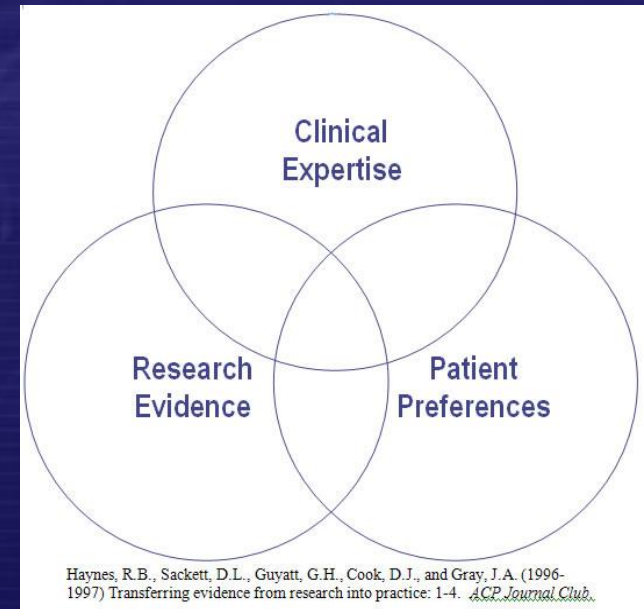 Clinical
Expertise
Research
Evidence
Patient
Preferences
Haynes, R.B., Sackett, D.L., Guyatt, G.H., Cook, D.J., and Gray, J.A. (1996-
1997) Transferring evidence from research into practice: 1-4. ACP Journal Club.